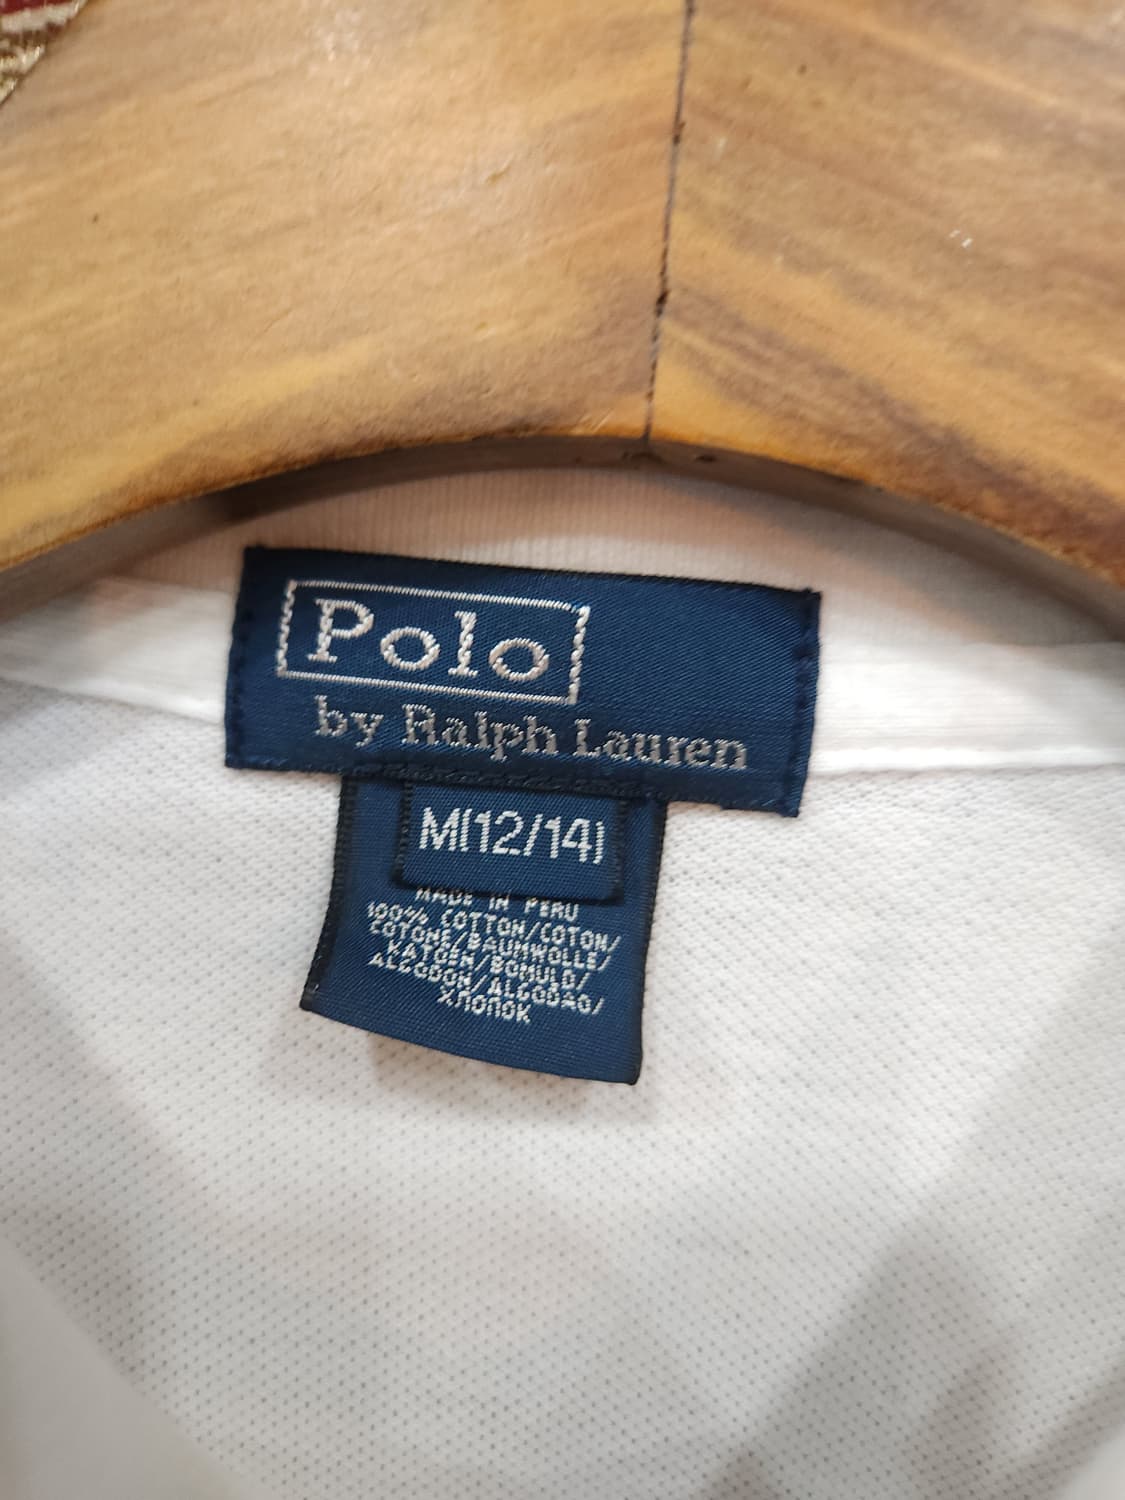 Polo
by Ralph Lauren
M(12/14)
MADE IN PERU
100% COTTON/COTON/
COTONE/BAUMWOLLE/
KATOEN/BOMULD/
ALGODON/ALGODAO/
ХЛОПОК